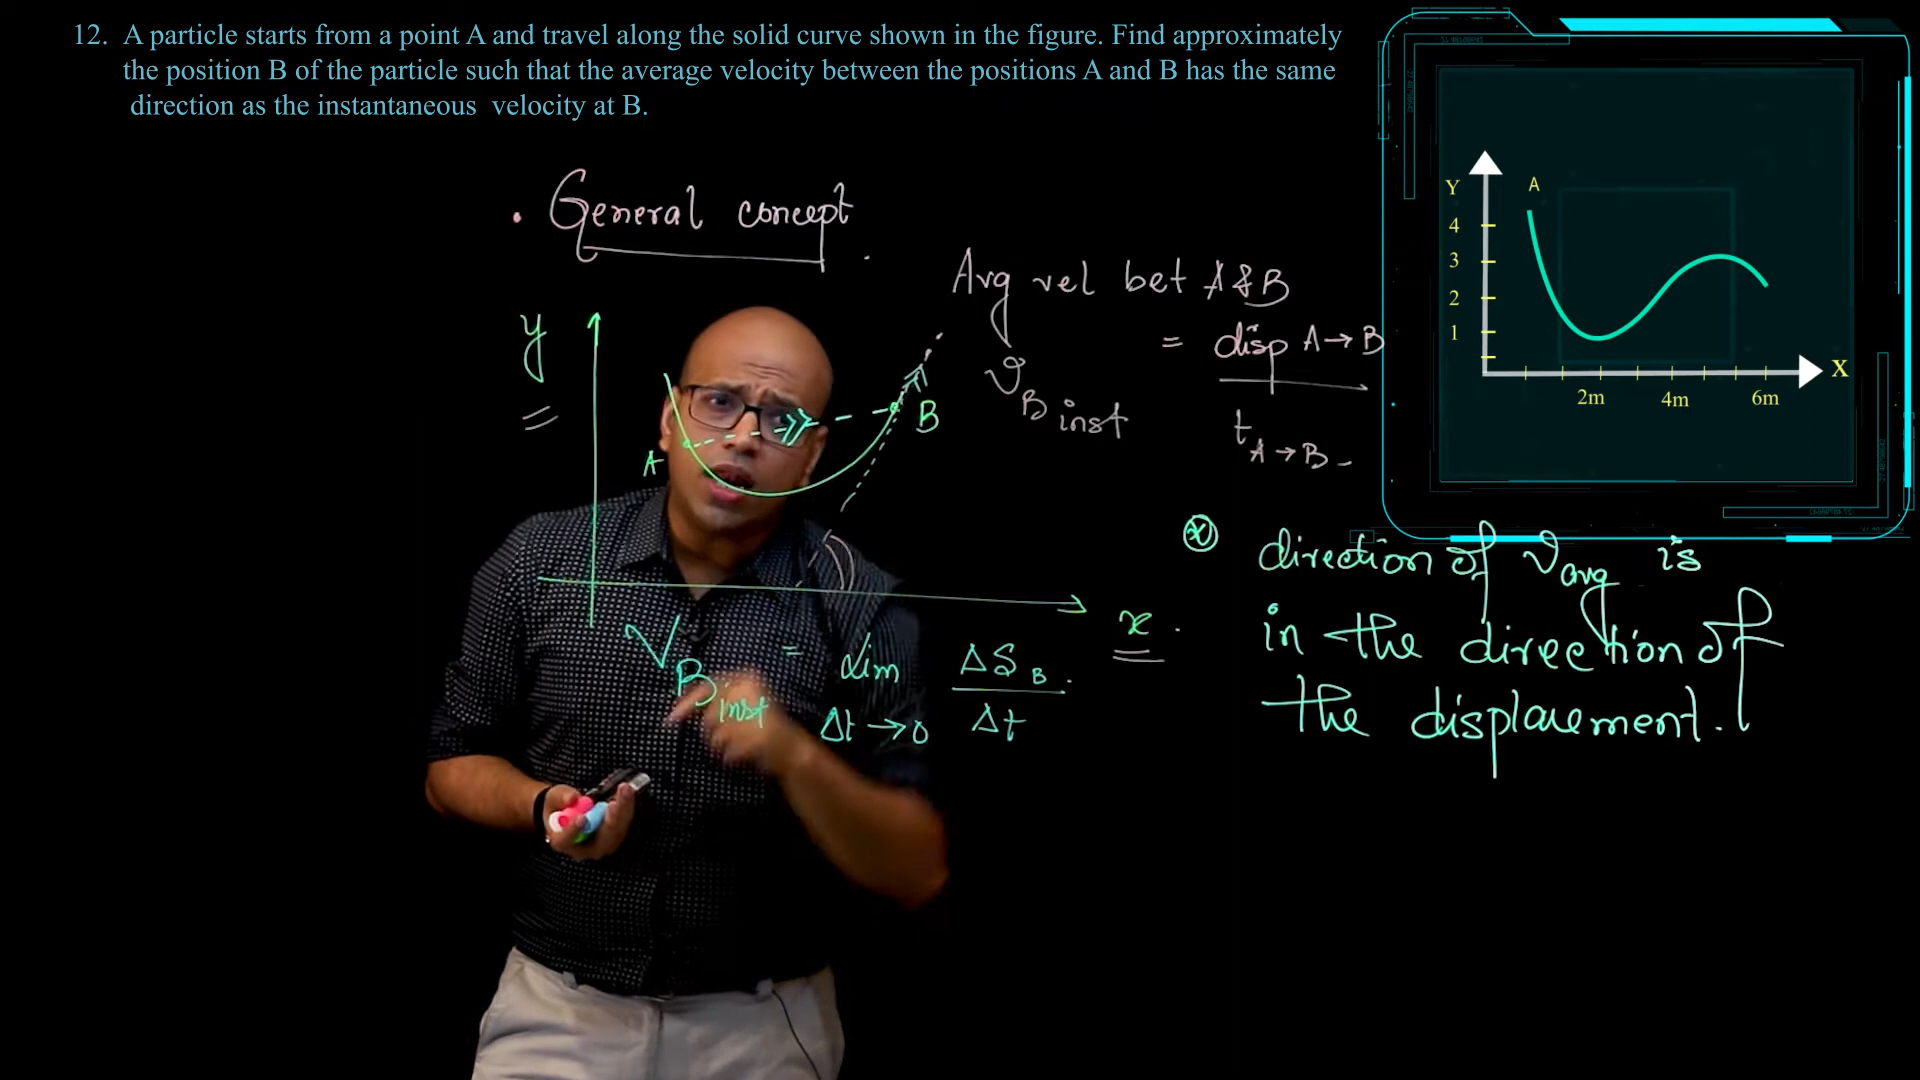 12. A particle starts from a point A and travel along the solid curve shown in the figure. Find approximately
the position B of the particle such that the average velocity between the positions A and B has the same
direction as the instantaneous velocity at B.
. General concept .
Avg vel bet A & B
= disp A→B
t A→B
V B inst
y
A
B
x .
V B inst = Lim Δt→0 ΔS B . / Δt
Y
A
4
3
2
1
X
2m 4m 6m
direction of V avg is
in the direction of
the displacement.